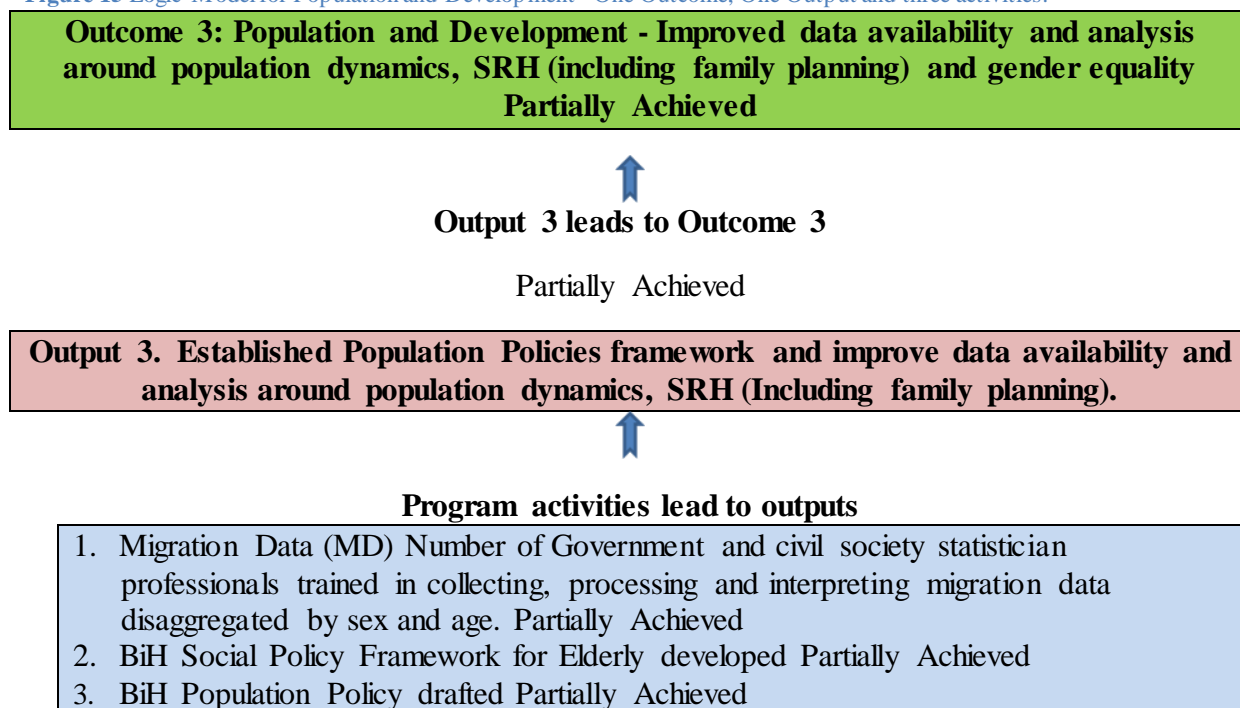 Figure 13 Logic Model for Population and Development - One Outcome, One Output and three activities.
Outcome 3: Population and Development - Improved data availability and analysis
around population dynamics, SRH (including family planning) and gender equality
Partially Achieved
Output 3 leads to Outcome 3
Partially Achieved
Output 3. Established Population Policies framework and improve data availability and
analysis around population dynamics, SRH (Including family planning).
Program activities lead to outputs
1. Migration Data (MD) Number of Government and civil society statistician
professionals trained in collecting, processing and interpreting migration data
disaggregated by sex and age. Partially Achieved
2. BiH Social Policy Framework for Elderly developed Partially Achieved
3. BiH Population Policy drafted Partially Achieved